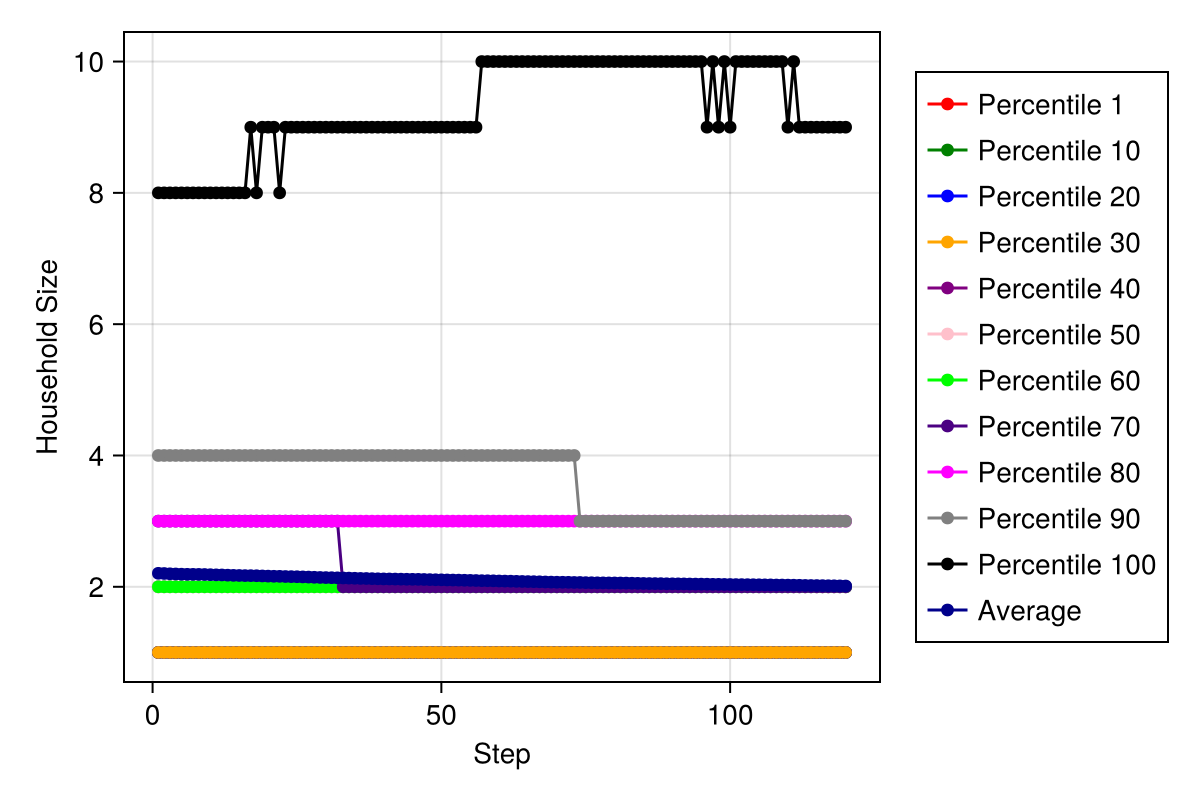 10
8
6
4
2
Household Size
0
50
100
Step
Percentile 1
Percentile 10
Percentile 20
Percentile 30
Percentile 40
Percentile 50
Percentile 60
Percentile 70
Percentile 80
Percentile 90
Percentile 100
Average